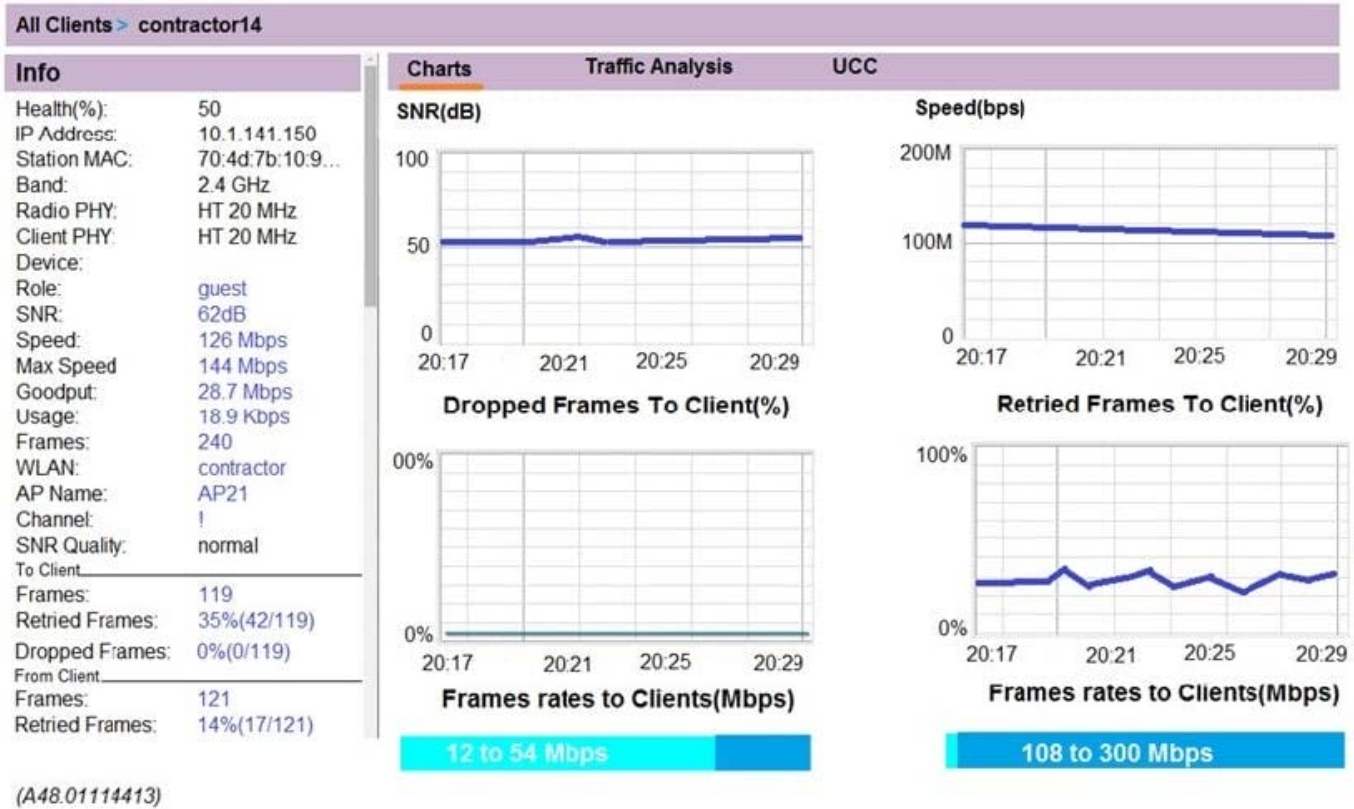 All Clients > contractor14
Info
Health(%): 50
IP Address: 10.1.141.150
Station MAC: 70:4d:7b:10:9...
Band: 2.4 GHz
Radio PHY: HT 20 MHz
Client PHY: HT 20 MHz
Device:
Role: guest
SNR: 62dB
Speed: 126 Mbps
Max Speed 144 Mbps
Goodput: 28.7 Mbps
Usage: 18.9 Kbps
Frames: 240
WLAN: contractor
AP Name: AP21
Channel: !
SNR Quality: normal
To Client
Frames: 119
Retried Frames: 35%(42/119)
Dropped Frames: 0%(0/119)
From Client
Frames: 121
Retried Frames: 14%(17/121)
(A48.01114413)
Charts Traffic Analysis UCC
SNR(dB)
100
50
0
20:17 20:21 20:25 20:29
Speed(bps)
200M
100M
0
20:17 20:21 20:25 20:29
Dropped Frames To Client(%)
00%
0%
20:17 20:21 20:25 20:29
Retried Frames To Client(%)
100%
0%
20:17 20:21 20:25 20:29
Frames rates to Clients(Mbps)
12 to 54 Mbps
Frames rates to Clients(Mbps)
108 to 300 Mbps